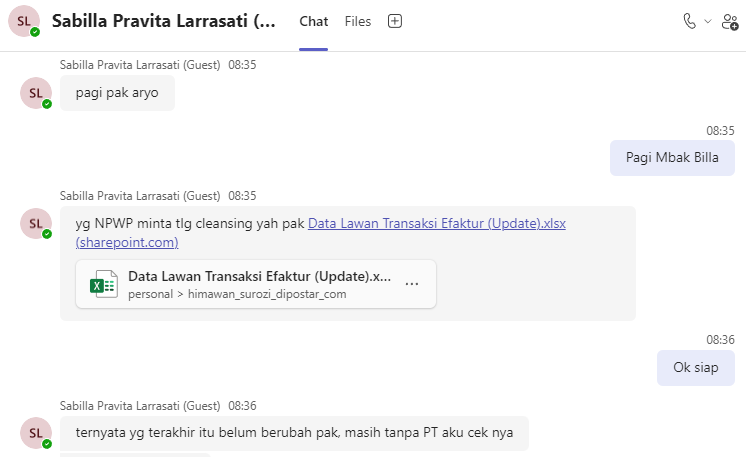 SL Sabilla Pravita Larrasati (... Chat Files
Sabilla Pravita Larrasati (Guest) 08:35
SL pagi pak aryo
08:35
Pagi Mbak Billa
Sabilla Pravita Larrasati (Guest) 08:35
SL yg NPWP minta tlg cleansing yah pak Data Lawan Transaksi Efaktur (Update).xlsx
(sharepoint.com)
Data Lawan Transaksi Efaktur (Update).x...
personal > himawan_surozi_dipostar_com
08:36
Ok siap
Sabilla Pravita Larrasati (Guest) 08:36
SL ternyata yg terakhir itu belum berubah pak, masih tanpa PT aku cek nya